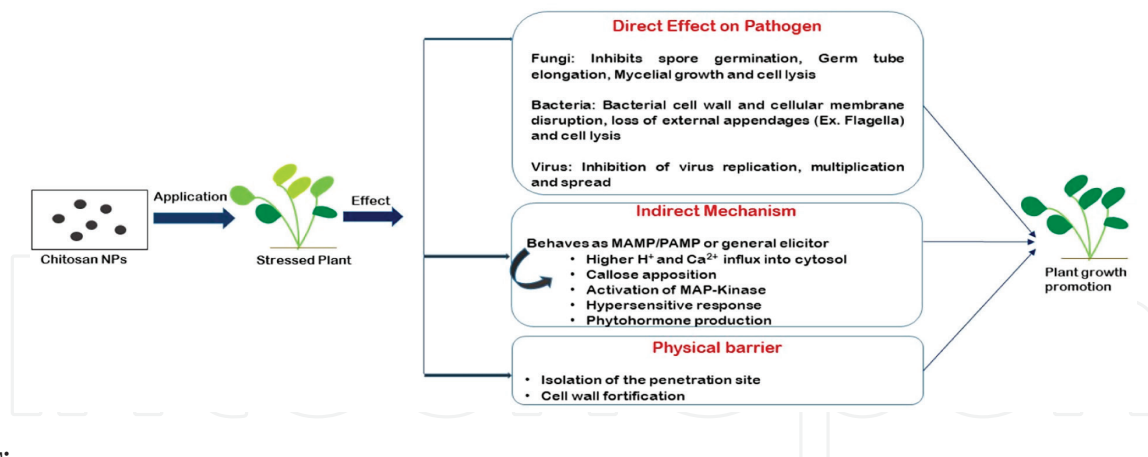 Direct Effect on Pathogen
Fungi: Inhibits spore germination, Germ tube
elongation, Mycelial growth and cell lysis
Bacteria: Bacterial cell wall and cellular membrane
disruption, loss of external appendages (Ex. Flagella)
and cell lysis
Virus: Inhibition of virus replication, multiplication
and spread
Application
Effect
Chitosan NPs
Stressed Plant
Indirect Mechanism
Behaves as MAMP/PAMP or general elicitor
• Higher H⁺ and Ca²⁺ influx into cytosol
• Callose apposition
• Activation of MAP-Kinase
• Hypersensitive response
• Phytohormone production
Physical barrier
• Isolation of the penetration site
• Cell wall fortification
Plant growth
promotion